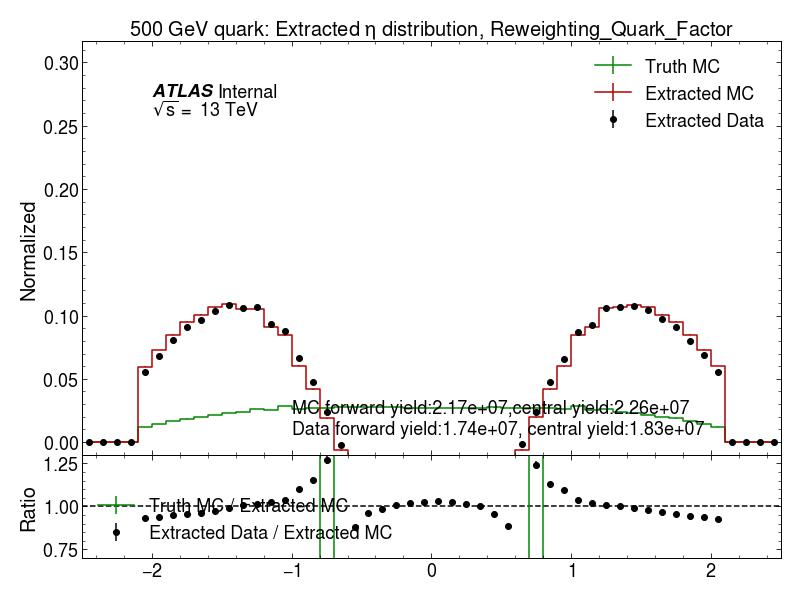 500 GeV quark: Extracted η distribution, Reweighting_Quark_Factor
ATLAS Internal
√s = 13 TeV
Truth MC
Extracted MC
Extracted Data
Normalized
0.30
0.25
0.20
0.15
0.10
0.05
0.00
MC forward yield:2.17e+07,central yield:2.26e+07
Data forward yield:1.74e+07, central yield:1.83e+07
Ratio
1.25
1.00
0.75
Truth MC / Extracted MC
Extracted Data / Extracted MC
−2 −1 0 1 2